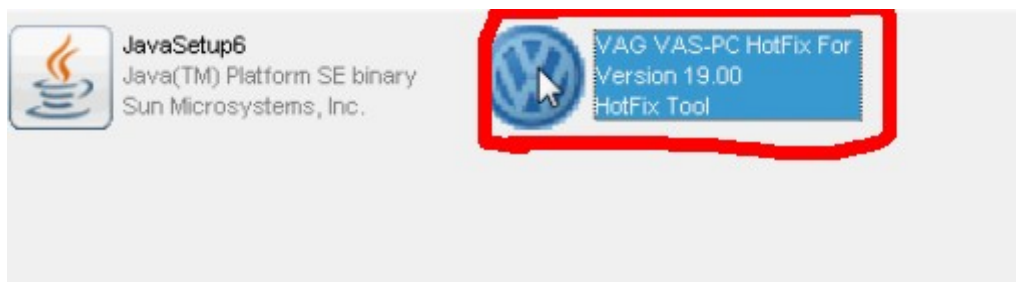 JavaSetup6
Java(TM) Platform SE binary
Sun Microsystems, Inc.
VAG VAS-PC HotFix For
Version 19.00
HotFix Tool